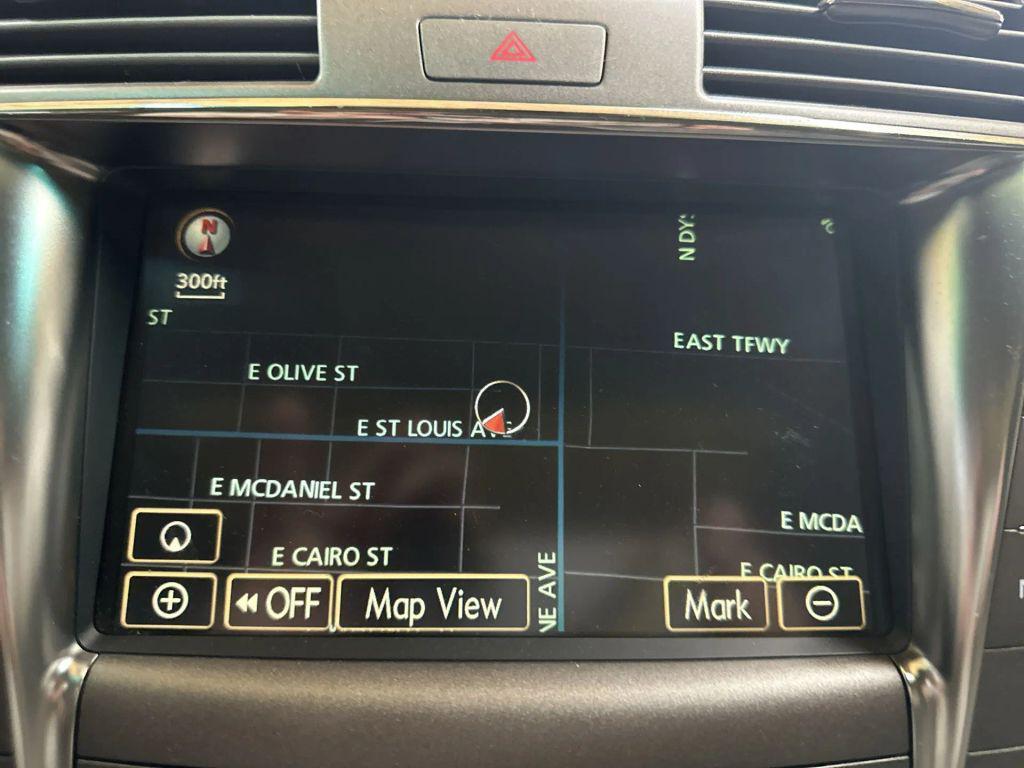 N
N DY
300ft
ST
EAST TFWY
E OLIVE ST
E ST LOUIS AVE
E MCDANIEL ST
E MCDA
E CAIRO ST
E CAIRO ST
NE AVE
OFF
Map View
Mark